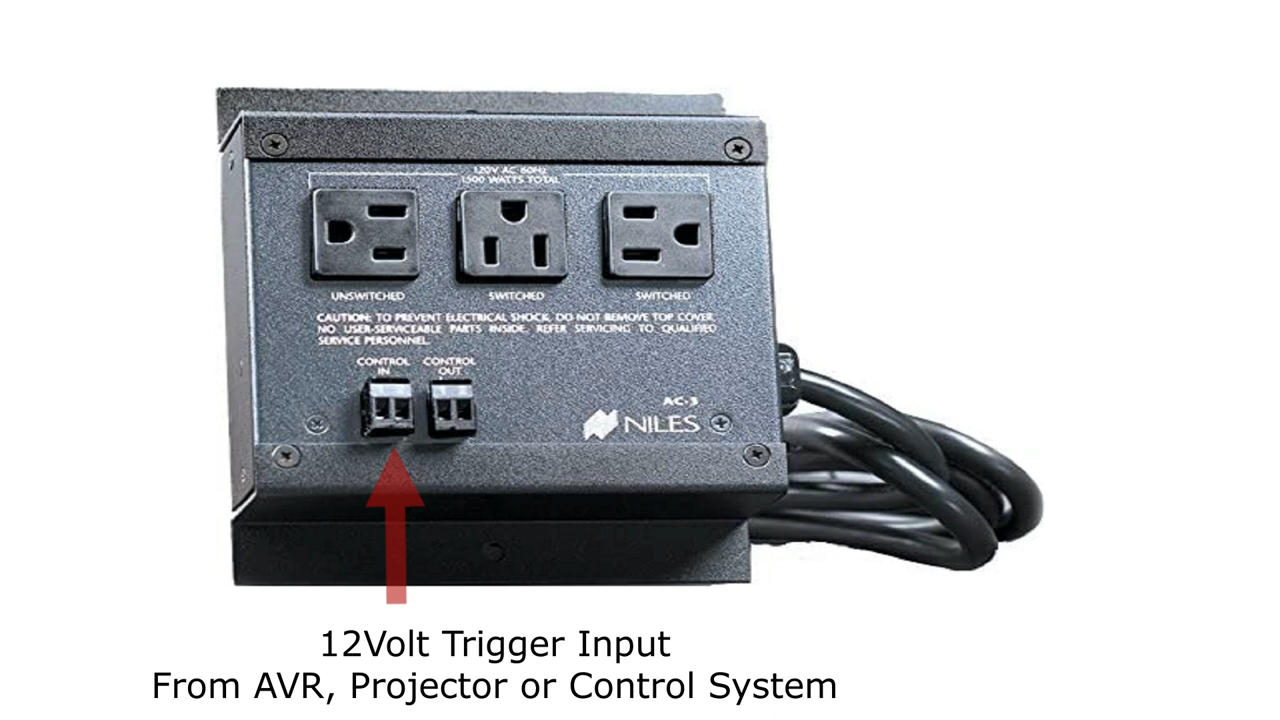 120V AC 60Hz
1500 WATTS TOTAL
UNSWITCHED
SWITCHED
SWITCHED
CAUTION: TO PREVENT ELECTRICAL SHOCK, DO NOT REMOVE TOP COVER.
NO USER-SERVICEABLE PARTS INSIDE. REFER SERVICING TO QUALIFIED
SERVICE PERSONNEL.
CONTROL
IN
CONTROL
OUT
AC-3
NILES
12Volt Trigger Input
From AVR, Projector or Control System